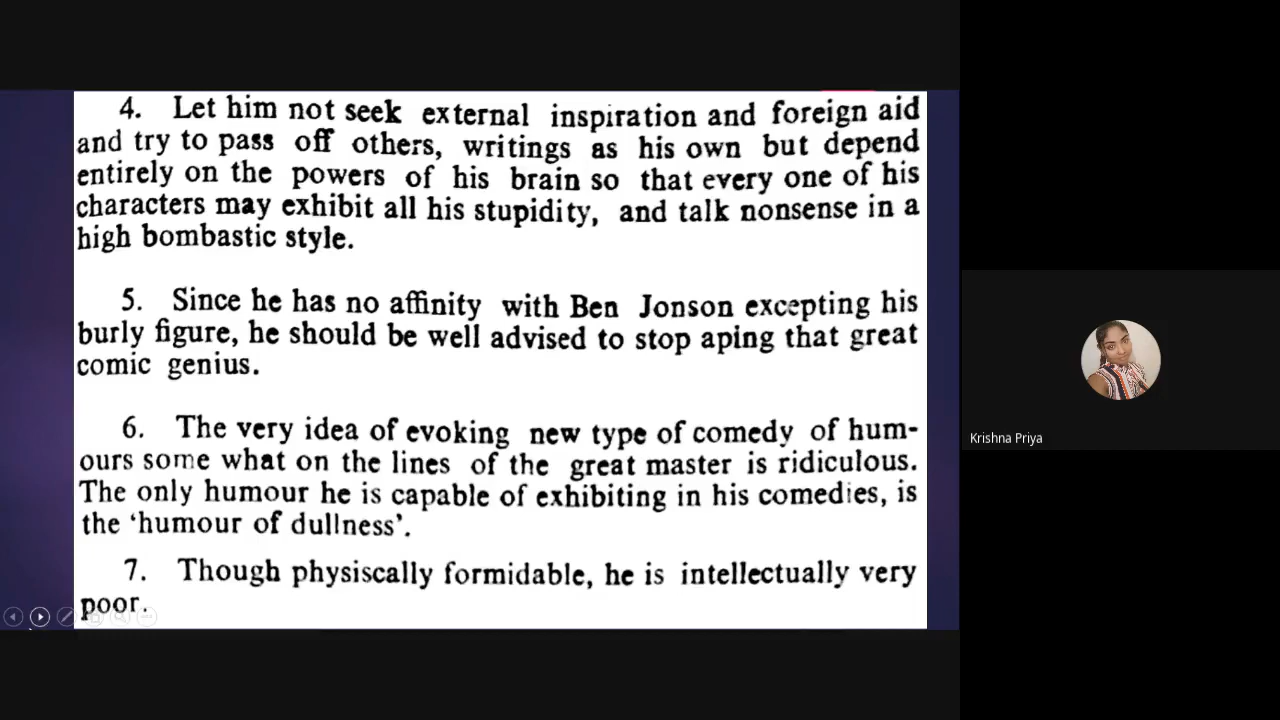 4. Let him not seek external inspiration and foreign aid
and try to pass off others, writings as his own but depend
entirely on the powers of his brain so that every one of his
characters may exhibit all his stupidity, and talk nonsense in a
high bombastic style.
5. Since he has no affinity with Ben Jonson excepting his
burly figure, he should be well advised to stop aping that great
comic genius.
6. The very idea of evoking new type of comedy of hum-
ours some what on the lines of the great master is ridiculous.
The only humour he is capable of exhibiting in his comedies, is
the ‘humour of dullness’.
7. Though physiscally formidable, he is intellectually very
poor.
Krishna Priya